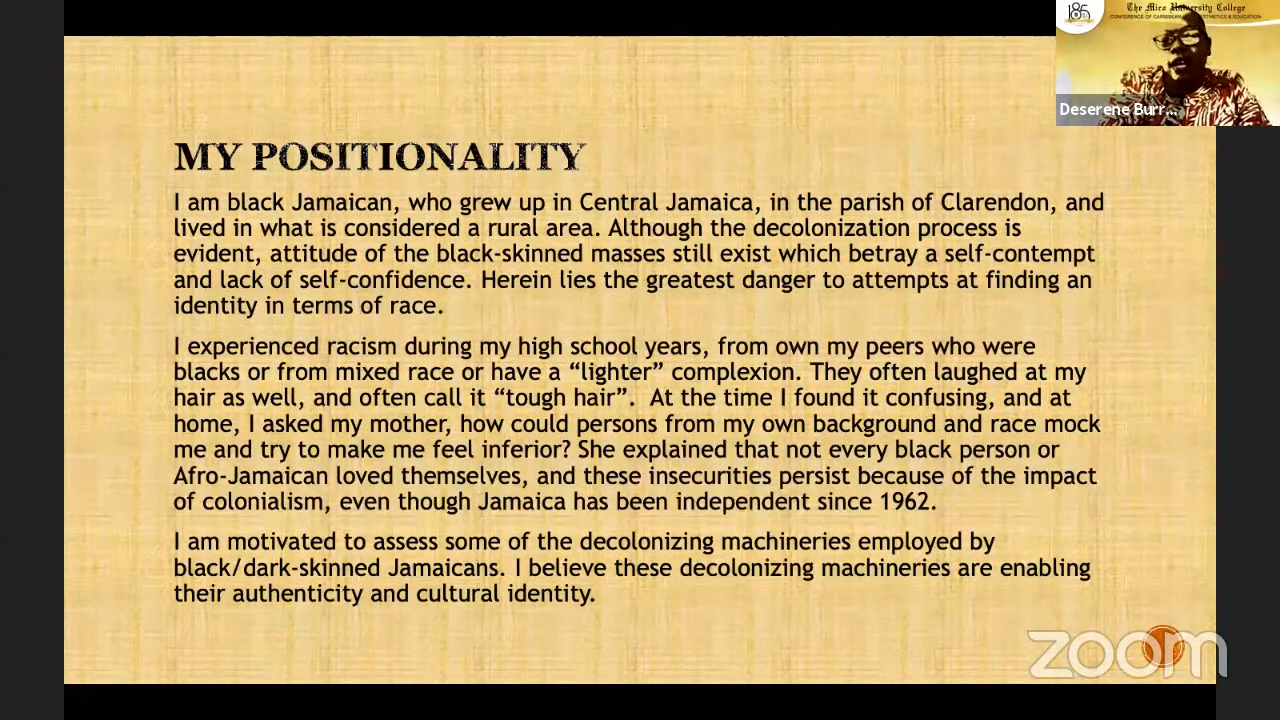 185
The Mico University College
CONFERENCE OF CARIBBEAN AESTHETICS & EDUCATION
Deserene Burr...
MY POSITIONALITY
I am black Jamaican, who grew up in Central Jamaica, in the parish of Clarendon, and
lived in what is considered a rural area. Although the decolonization process is
evident, attitude of the black-skinned masses still exist which betray a self-contempt
and lack of self-confidence. Herein lies the greatest danger to attempts at finding an
identity in terms of race.
I experienced racism during my high school years, from own my peers who were
blacks or from mixed race or have a “lighter” complexion. They often laughed at my
hair as well, and often call it “tough hair”.  At the time I found it confusing, and at
home, I asked my mother, how could persons from my own background and race mock
me and try to make me feel inferior? She explained that not every black person or
Afro-Jamaican loved themselves, and these insecurities persist because of the impact
of colonialism, even though Jamaica has been independent since 1962.
I am motivated to assess some of the decolonizing machineries employed by
black/dark-skinned Jamaicans. I believe these decolonizing machineries are enabling
their authenticity and cultural identity.
zoom